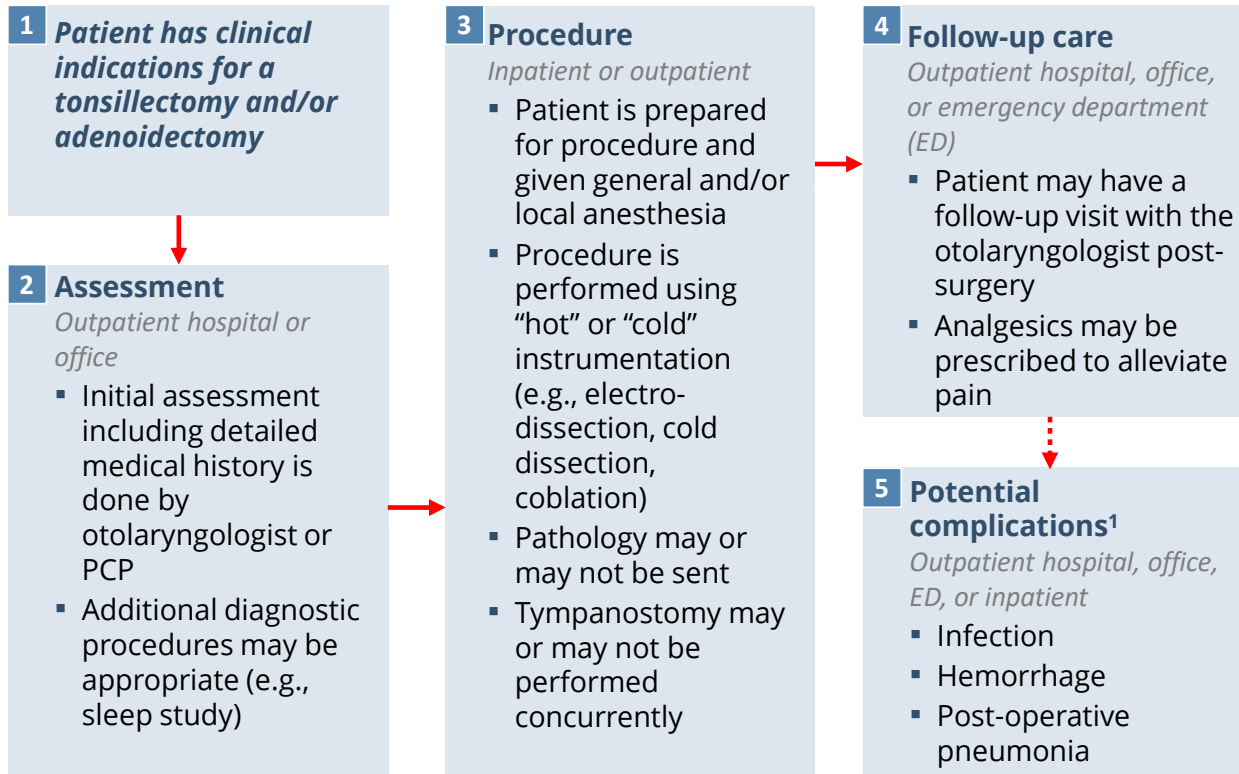 1
Patient has clinical
indications for a
tonsillectomy and/or
adenoidectomy
2
Assessment
Outpatient hospital or
office
▪ Initial assessment
including detailed
medical history is
done by
otolaryngologist or
PCP
▪ Additional diagnostic
procedures may be
appropriate (e.g.,
sleep study)
3
Procedure
Inpatient or outpatient
▪ Patient is prepared
for procedure and
given general and/or
local anesthesia
▪ Procedure is
performed using
“hot” or “cold”
instrumentation
(e.g., electro-
dissection, cold
dissection,
coblation)
▪ Pathology may or
may not be sent
▪ Tympanostomy may
or may not be
performed
concurrently
4
Follow-up care
Outpatient hospital, office,
or emergency department
(ED)
▪ Patient may have a
follow-up visit with the
otolaryngologist post-
surgery
▪ Analgesics may be
prescribed to alleviate
pain
5
Potential
complications¹
Outpatient hospital, office,
ED, or inpatient
▪ Infection
▪ Hemorrhage
▪ Post-operative
pneumonia